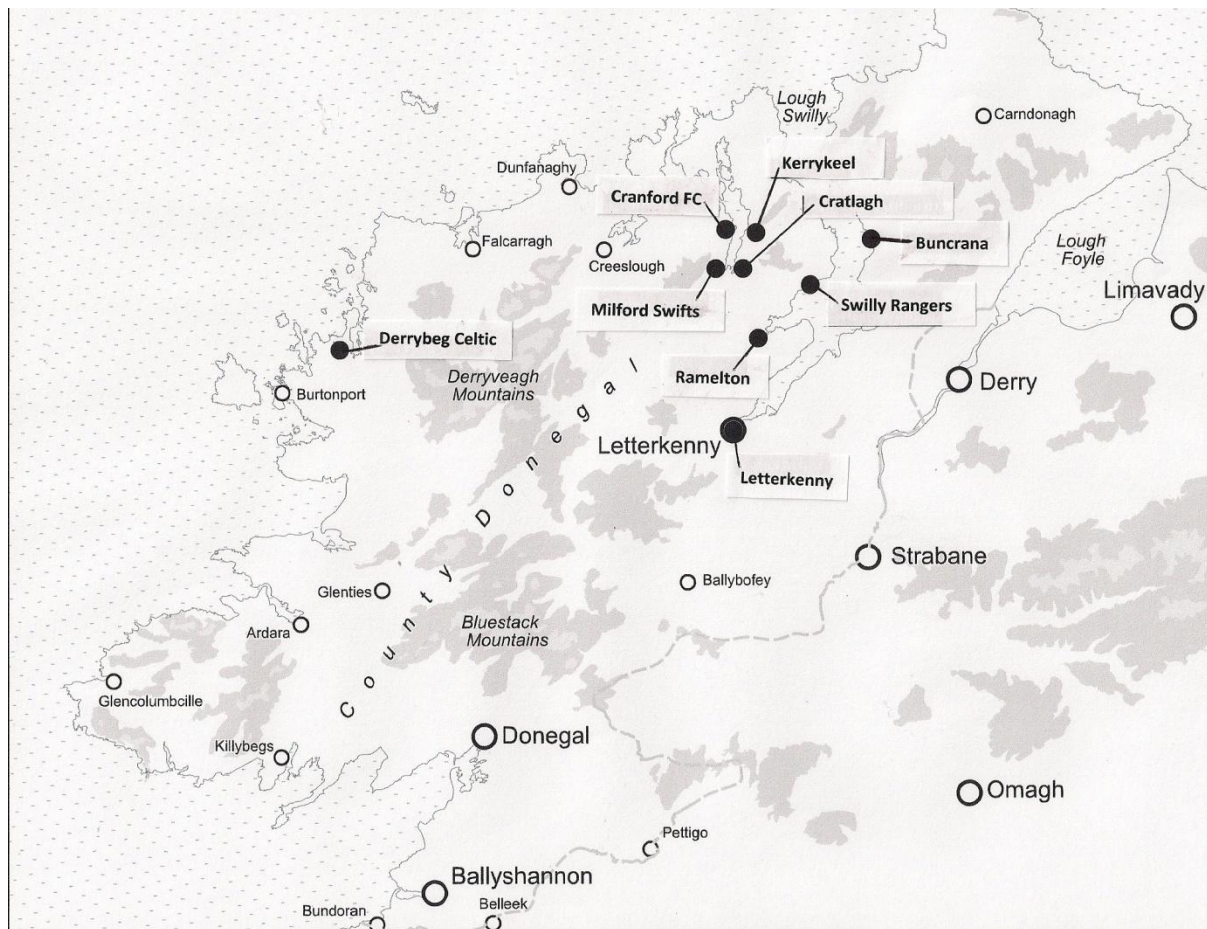 Lough
Swilly
Carndonagh
Kerrykeel
Dunfanaghy
Cranford FC
Cratlagh
Falcarragh
Creeslough
Buncrana
Lough
Foyle
Milford Swifts
Swilly Rangers
Limavady
Derrybeg Celtic
Ramelton
Derryveagh
Mountains
Burtonport
Derry
Letterkenny
Letterkenny
County Donegal
Strabane
Ballybofey
Glenties
Ardara
Bluestack
Mountains
Glencolumbcille
Killybegs
Donegal
Omagh
Pettigo
Ballyshannon
Bundoran
Belleek